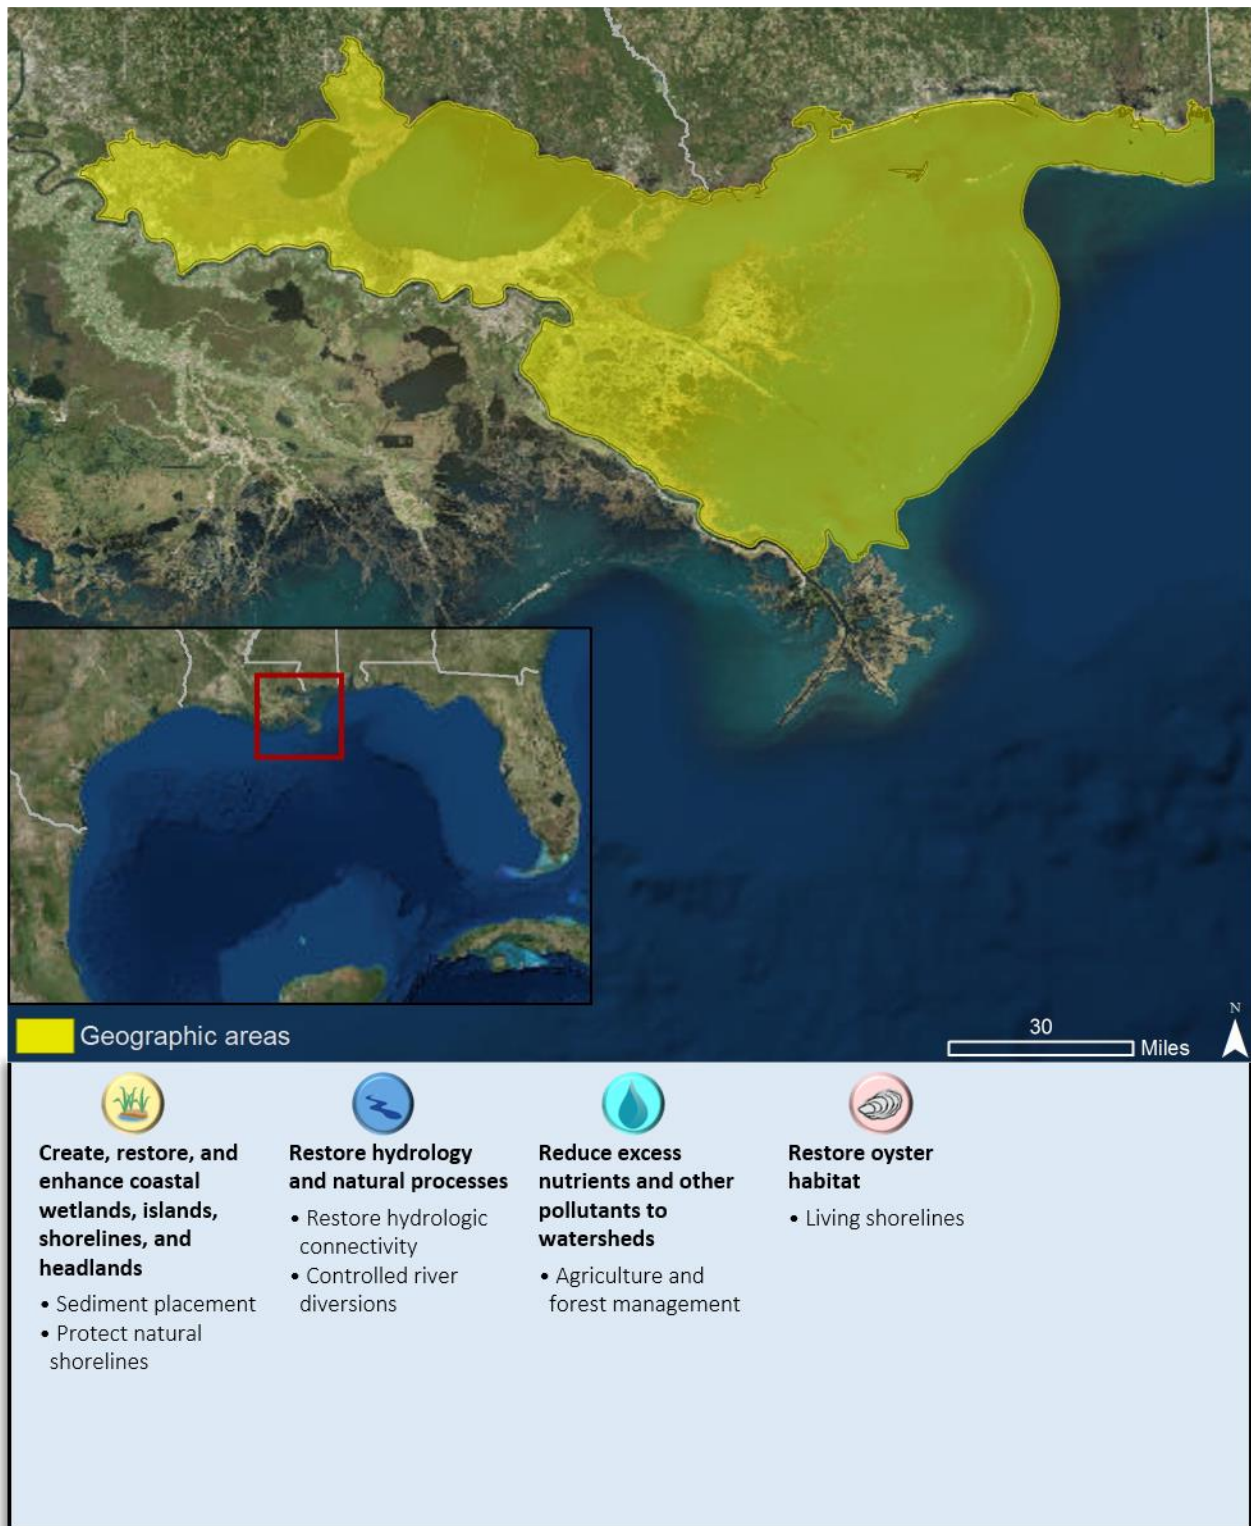 N
30
Miles
Geographic areas
Create, restore, and
enhance coastal
wetlands, islands,
shorelines, and
headlands
• Sediment placement
• Protect natural
shorelines
Restore hydrology
and natural processes
• Restore hydrologic
connectivity
• Controlled river
diversions
Reduce excess
nutrients and other
pollutants to
watersheds
• Agriculture and
forest management
Restore oyster
habitat
• Living shorelines